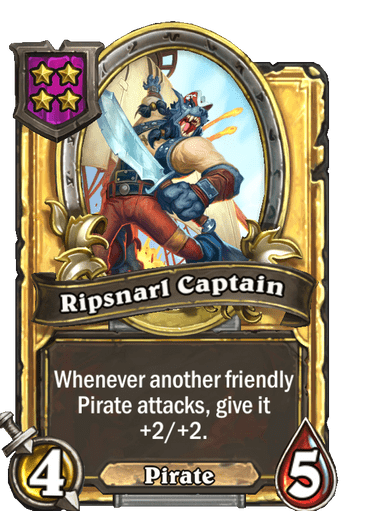 Ripsnarl Captain
Whenever another friendly
Pirate attacks, give it
+2/+2.
4
Pirate
5